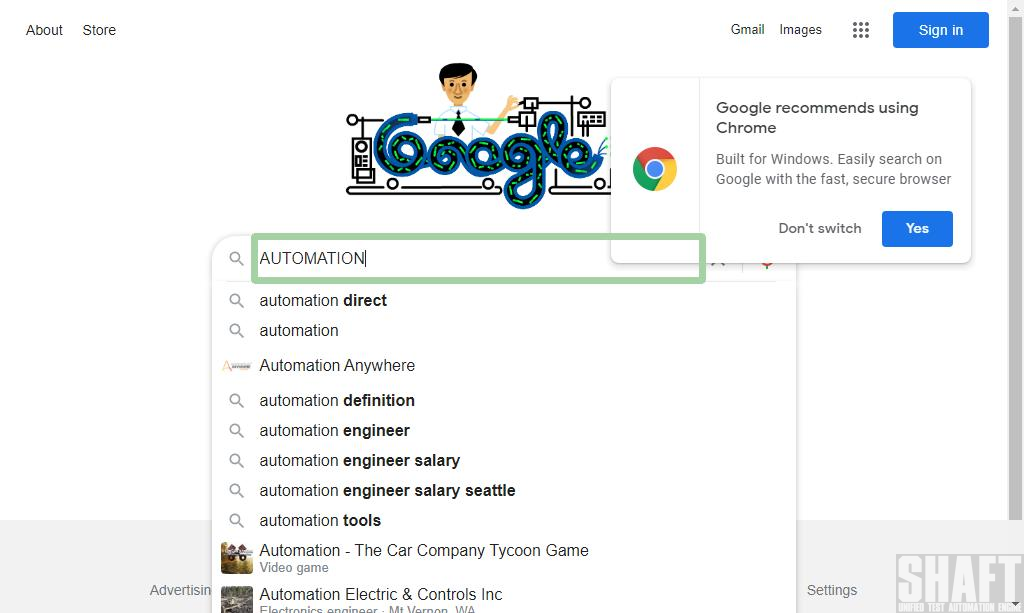 About Store
Gmail Images
Sign in
Google
Google recommends using
Chrome
Built for Windows. Easily search on
Google with the fast, secure browser
Don't switch
Yes
AUTOMATION
automation direct
automation
Automation Anywhere
automation definition
automation engineer
automation engineer salary
automation engineer salary seattle
automation tools
Automation - The Car Company Tycoon Game
Video game
Automation Electric & Controls Inc
Electronics engineer · Mt Vernon, WA
Advertisin
Settings
SHAFT
UNIFIED TEST AUTOMATION ENGINE